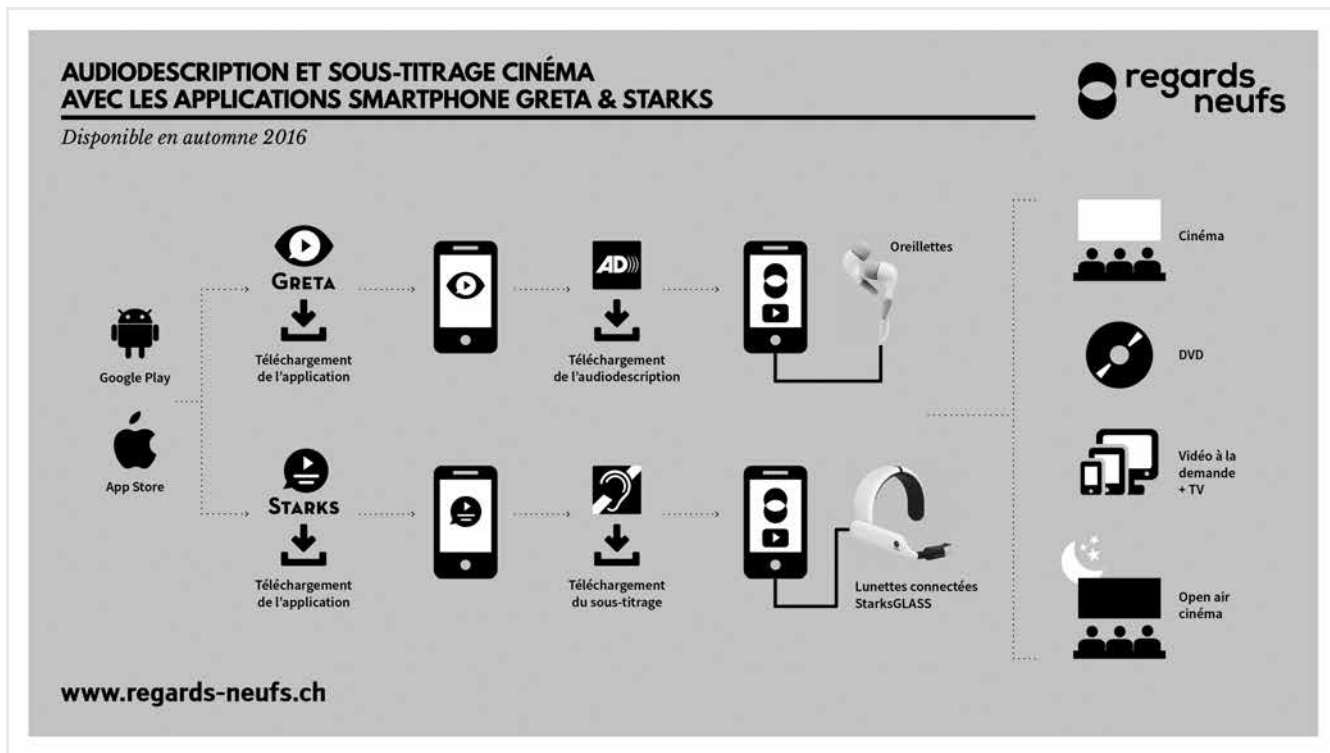 AUDIODESCRIPTION ET SOUS-TITRAGE CINÉMA
AVEC LES APPLICATIONS SMARTPHONE GRETA & STARKS
Disponible en automne 2016
regards
neufs
Google Play
App Store
GRETA
Téléchargement
de l'application
AD
Téléchargement
de l'audiodescription
Oreillettes
STARKS
Téléchargement
de l'application
Téléchargement
du sous-titrage
Lunettes connectées
StarksGLASS
Cinéma
DVD
Vidéo à la
demande
+ TV
Open air
cinéma
www.regards-neufs.ch